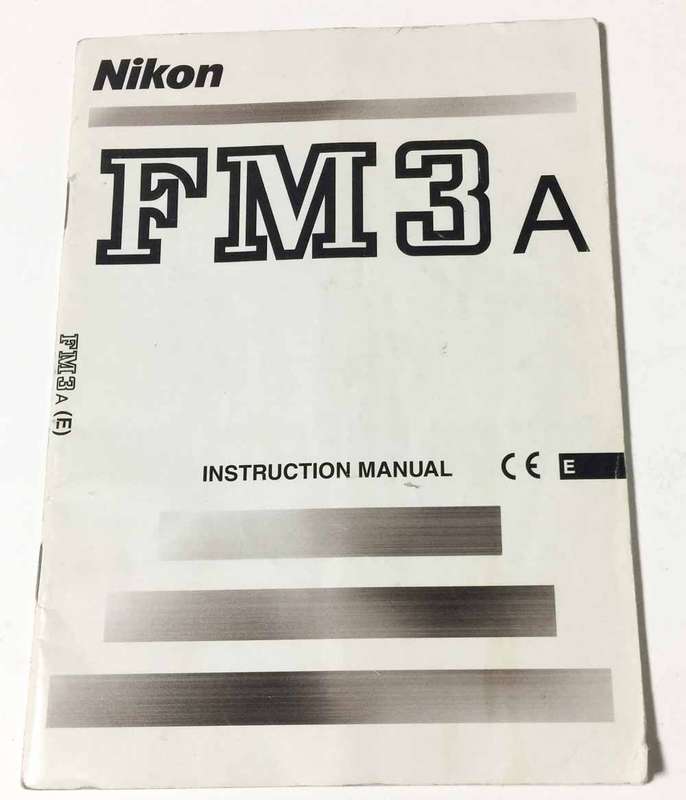 Nikon
FM3A
FM3A (E)
INSTRUCTION MANUAL CE E